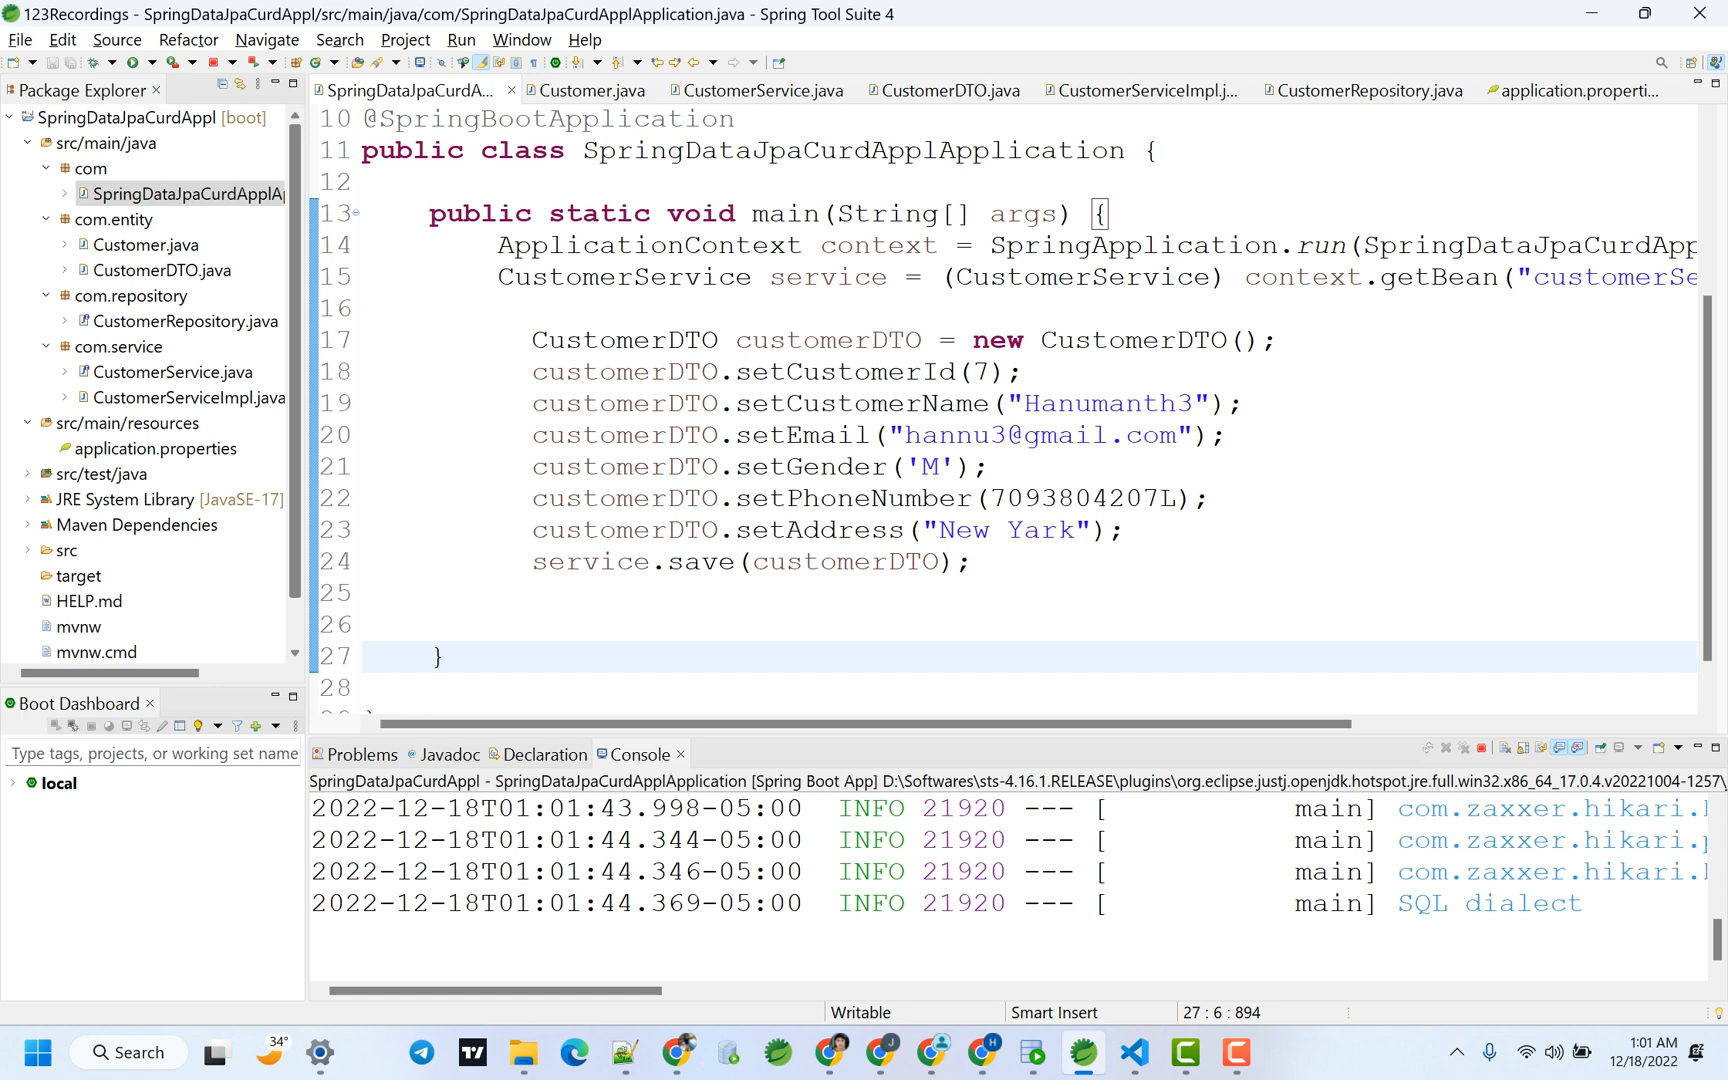 123Recordings - SpringDataJpaCurdAppl/src/main/java/com/SpringDataJpaCurdApplApplication.java - Spring Tool Suite 4
File Edit Source Refactor Navigate Search Project Run Window Help
Package Explorer
SpringDataJpaCurdA... Customer.java CustomerService.java CustomerDTO.java CustomerServiceImpl.j... CustomerRepository.java application.properti...
SpringDataJpaCurdAppl [boot]
src/main/java
com
SpringDataJpaCurdApplA
com.entity
Customer.java
CustomerDTO.java
com.repository
CustomerRepository.java
com.service
CustomerService.java
CustomerServiceImpl.java
src/main/resources
application.properties
src/test/java
JRE System Library [JavaSE-17]
Maven Dependencies
src
target
HELP.md
mvnw
mvnw.cmd
10 @SpringBootApplication
11 public class SpringDataJpaCurdApplApplication {
12
13 public static void main(String[] args) {
14 ApplicationContext context = SpringApplication.run(SpringDataJpaCurdApp
15 CustomerService service = (CustomerService) context.getBean("customerSe
16
17 CustomerDTO customerDTO = new CustomerDTO();
18 customerDTO.setCustomerId(7);
19 customerDTO.setCustomerName("Hanumanth3");
20 customerDTO.setEmail("hannu3@gmail.com");
21 customerDTO.setGender('M');
22 customerDTO.setPhoneNumber(7093804207L);
23 customerDTO.setAddress("New Yark");
24 service.save(customerDTO);
25
26
27 }
28
Boot Dashboard
Type tags, projects, or working set name
local
Problems Javadoc Declaration Console
SpringDataJpaCurdAppl - SpringDataJpaCurdApplApplication [Spring Boot App] D:\Softwares\sts-4.16.1.RELEASE\plugins\org.eclipse.justj.openjdk.hotspot.jre.full.win32.x86_64_17.0.4.v20221004-1257\
2022-12-18T01:01:43.998-05:00 INFO 21920 --- [ main] com.zaxxer.hikari.
2022-12-18T01:01:44.344-05:00 INFO 21920 --- [ main] com.zaxxer.hikari.
2022-12-18T01:01:44.346-05:00 INFO 21920 --- [ main] com.zaxxer.hikari.
2022-12-18T01:01:44.369-05:00 INFO 21920 --- [ main] SQL dialect
Writable Smart Insert 27 : 6 : 894
Search
34°
1:01 AM
12/18/2022